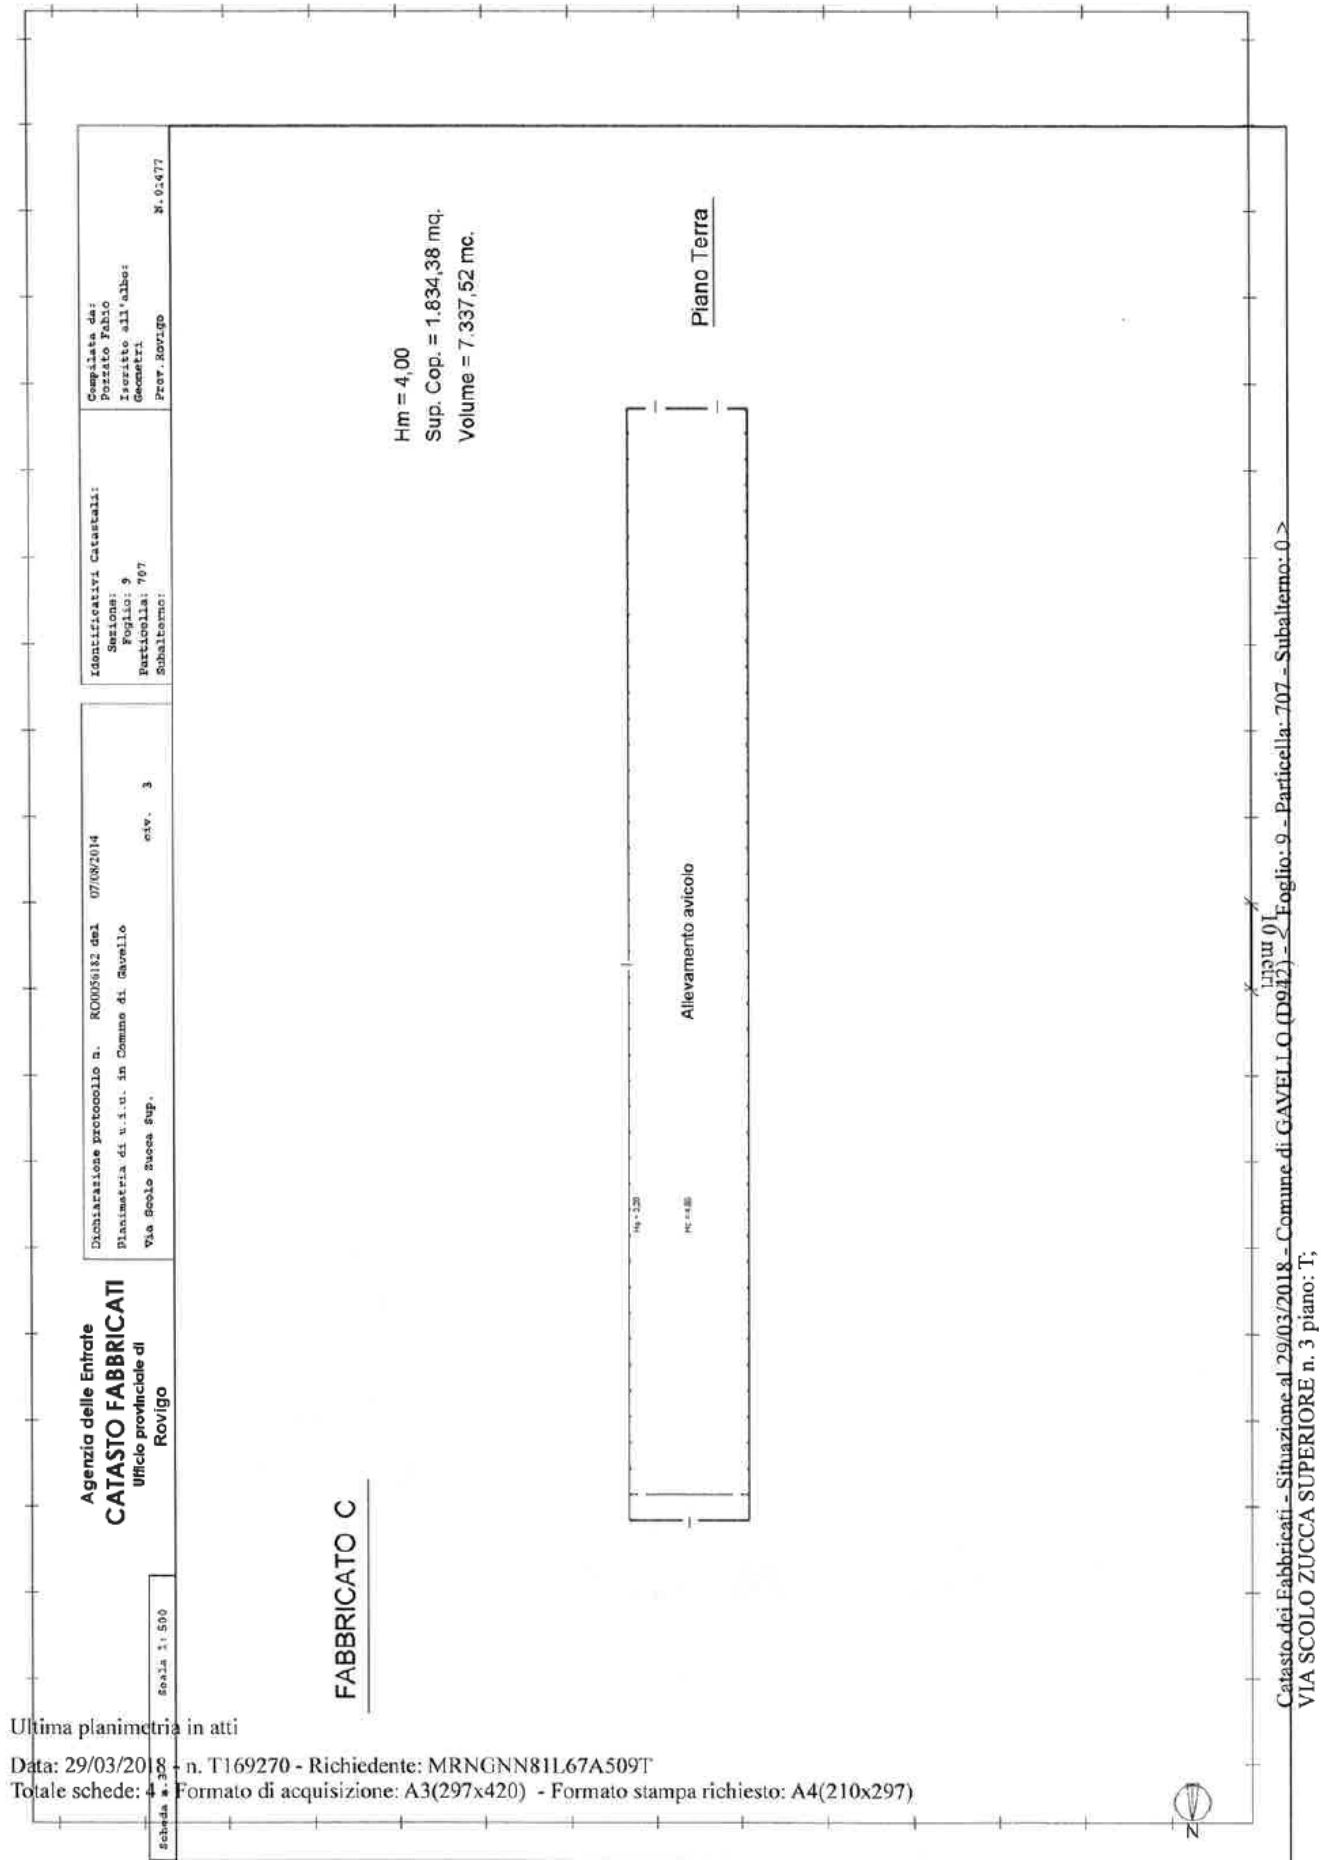 Agenzia delle Entrate
CATASTO FABBRICATI
Ufficio provinciale di
Rovigo
Dichiarazione protocollo n. RO0056182 del 07/08/2014
Planimetria di u.i.u. in Comune di Gavello
Via Scolo Zucca Sup. civ. 3
Identificativi Catastali:
Sezione:
Foglio: 9
Particella: 707
Subalterno:
Compilata da:
Pozzato Fabio
Iscritto all'albo:
Geometri
Prov. Rovigo N. 01477
Scheda n. 3 Scala 1: 500
FABBRICATO C
Hm = 4,00
Sup. Cop. = 1.834,38 mq.
Volume = 7.337,52 mc.
Piano Terra
Allevamento avicolo
10 metri
Catasto dei Fabbricati - Situazione al 29/03/2018 - Comune di GAVELLO (D942) - < Foglio: 9 - Particella: 707 - Subalterno: 0 >
VIA SCOLO ZUCCA SUPERIORE n. 3 piano: T;
Ultima planimetria in atti
Data: 29/03/2018 - n. T169270 - Richiedente: MRNGNN81L67A509T
Totale schede: 4 - Formato di acquisizione: A3(297x420) - Formato stampa richiesto: A4(210x297)
N